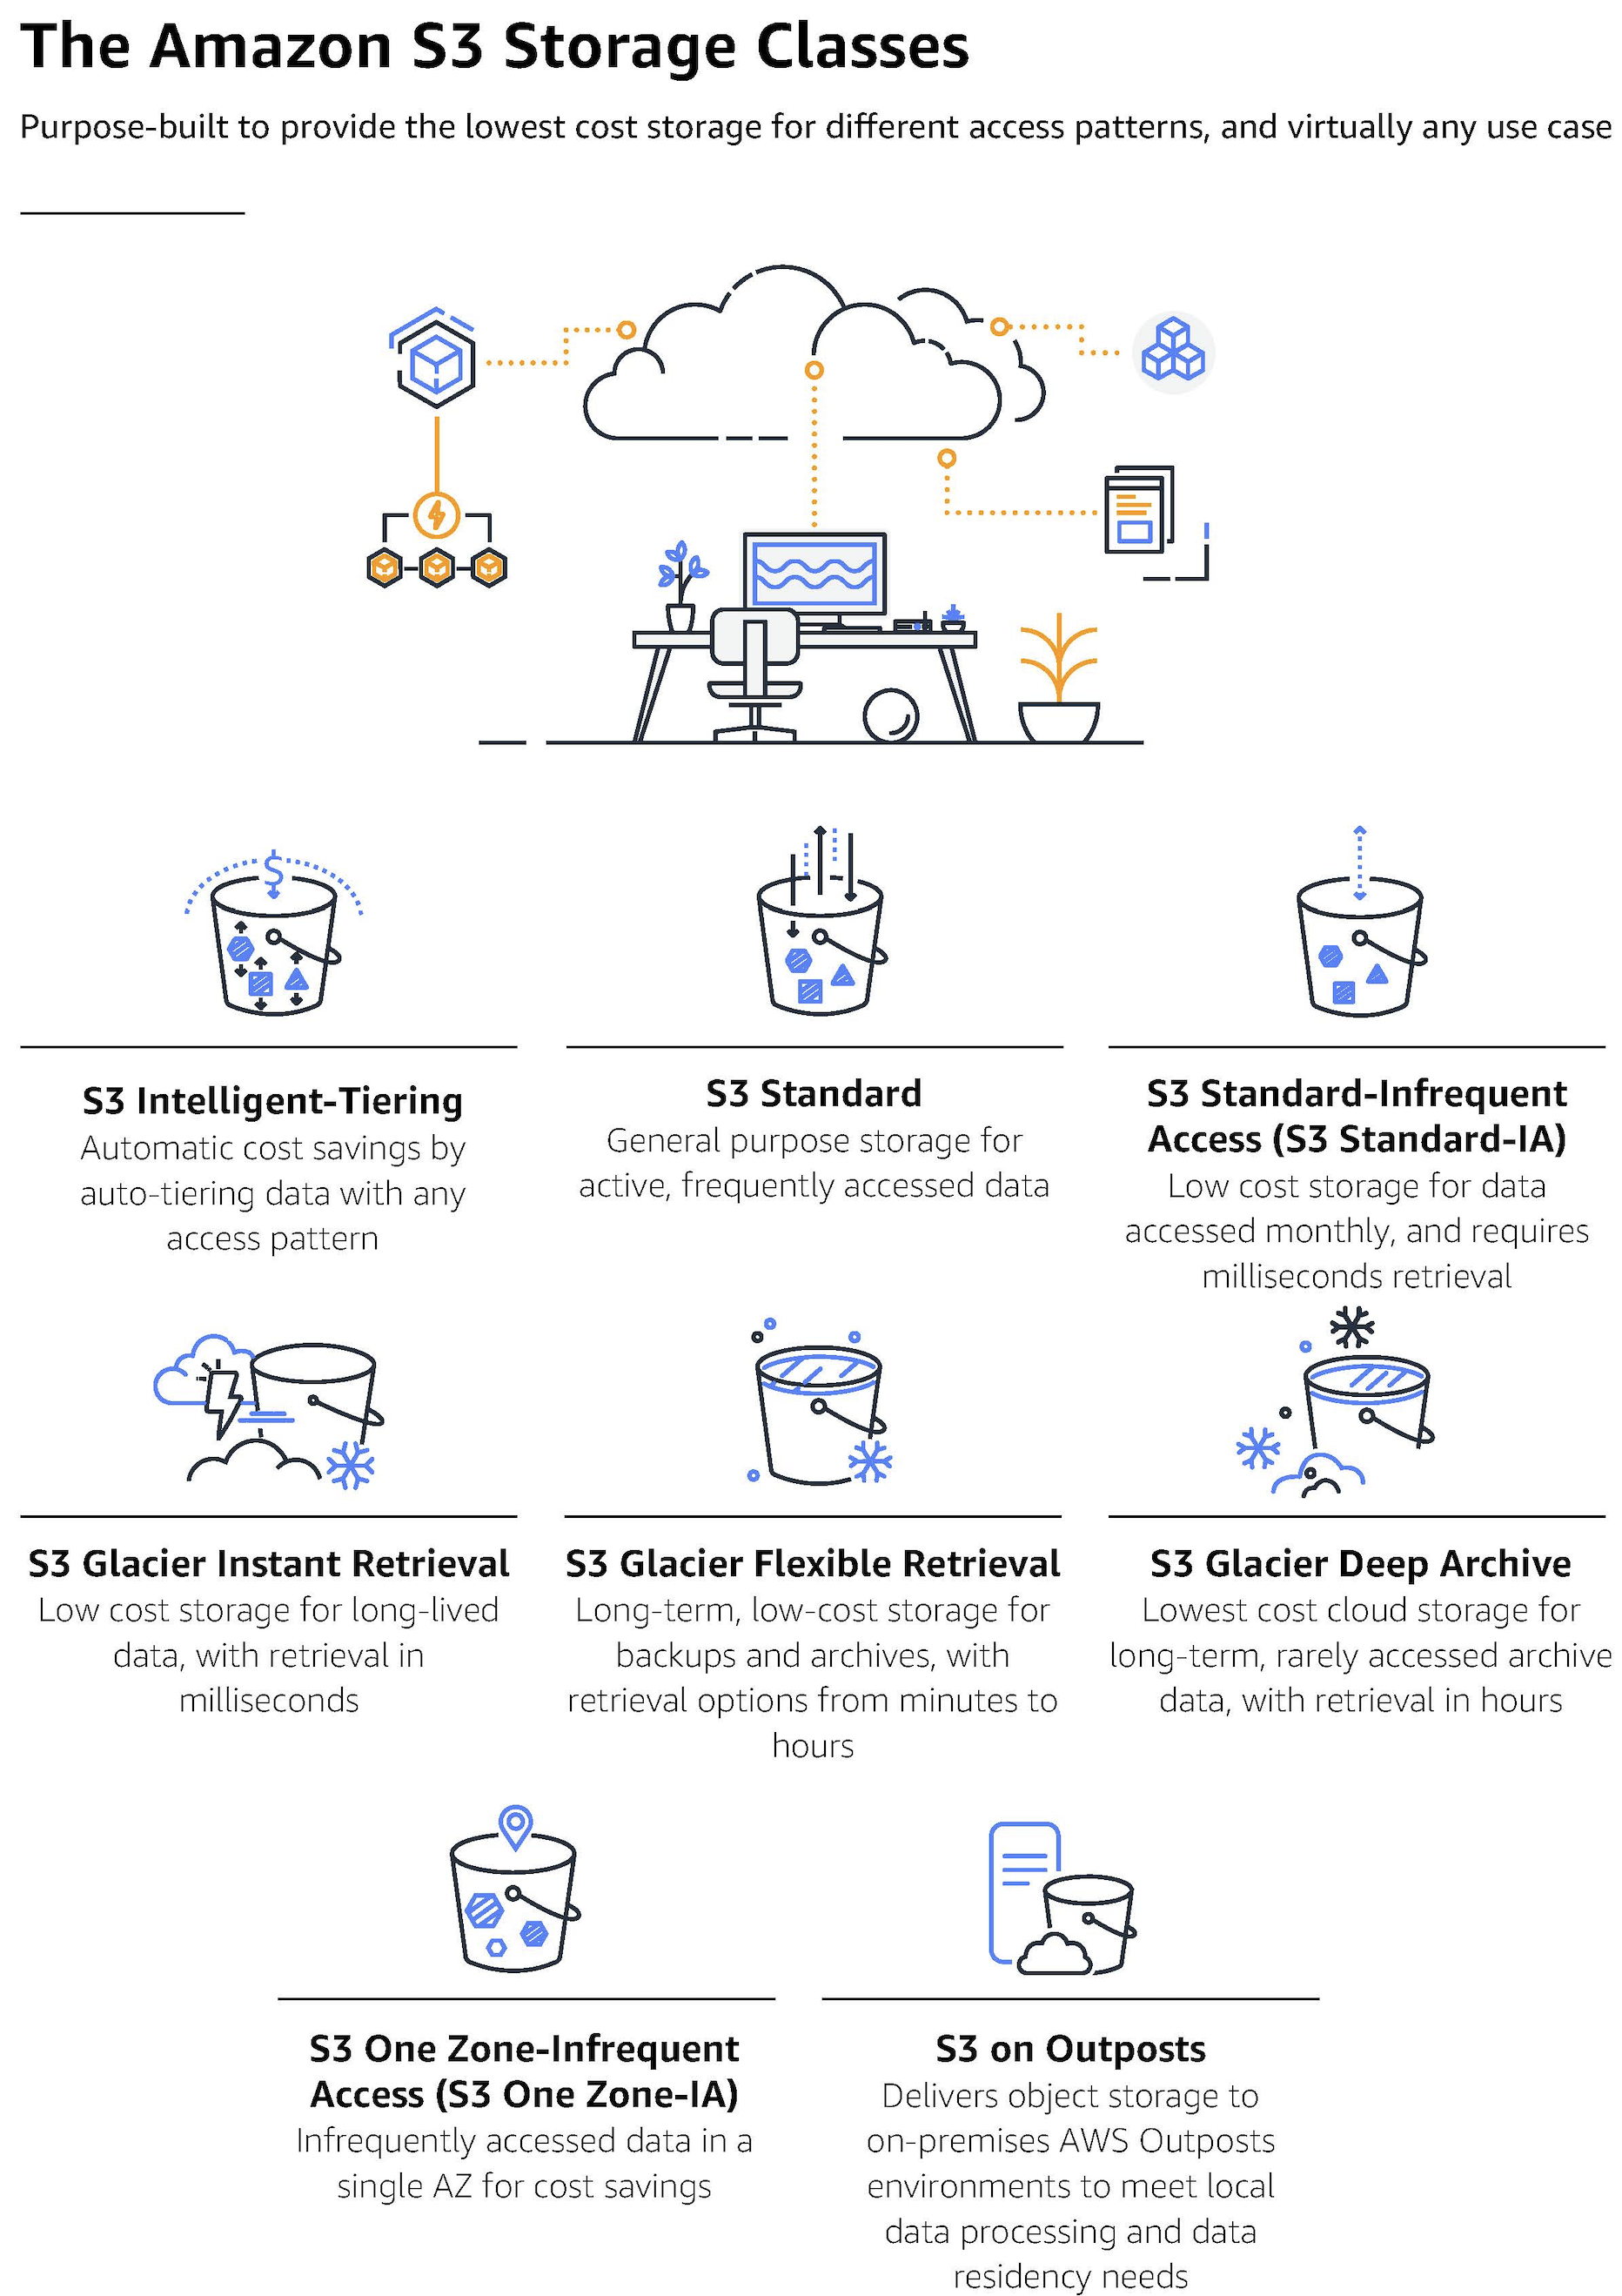 The Amazon S3 Storage Classes
Purpose-built to provide the lowest cost storage for different access patterns, and virtually any use case
$
S3 Intelligent-Tiering
Automatic cost savings by
auto-tiering data with any
access pattern
S3 Standard
General purpose storage for
active, frequently accessed data
S3 Standard-Infrequent
Access (S3 Standard-IA)
Low cost storage for data
accessed monthly, and requires
milliseconds retrieval
S3 Glacier Instant Retrieval
Low cost storage for long-lived
data, with retrieval in
milliseconds
S3 Glacier Flexible Retrieval
Long-term, low-cost storage for
backups and archives, with
retrieval options from minutes to
hours
S3 Glacier Deep Archive
Lowest cost cloud storage for
long-term, rarely accessed archive
data, with retrieval in hours
S3 One Zone-Infrequent
Access (S3 One Zone-IA)
Infrequently accessed data in a
single AZ for cost savings
S3 on Outposts
Delivers object storage to
on-premises AWS Outposts
environments to meet local
data processing and data
residency needs